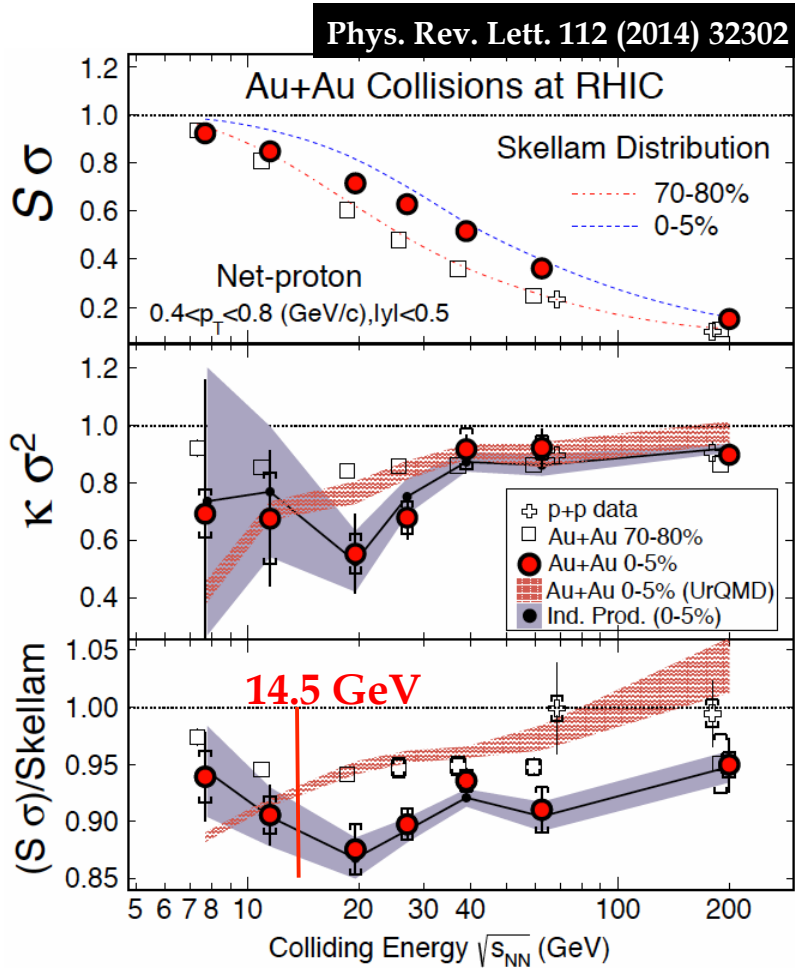 Phys. Rev. Lett. 112 (2014) 32302
Au+Au Collisions at RHIC
Skellam Distribution
70-80%
0-5%
Net-proton
0.4<p_T<0.8 (GeV/c),|y|<0.5
S σ
1.2
1.0
0.8
0.6
0.4
0.2
κ σ²
1.2
1.0
0.8
0.6
0.4
p+p data
Au+Au 70-80%
Au+Au 0-5%
Au+Au 0-5% (UrQMD)
Ind. Prod. (0-5%)
(S σ)/Skellam
1.05
1.00
0.95
0.90
0.85
14.5 GeV
5 6 7 8 10 20 30 40 100 200
Colliding Energy √s_NN (GeV)